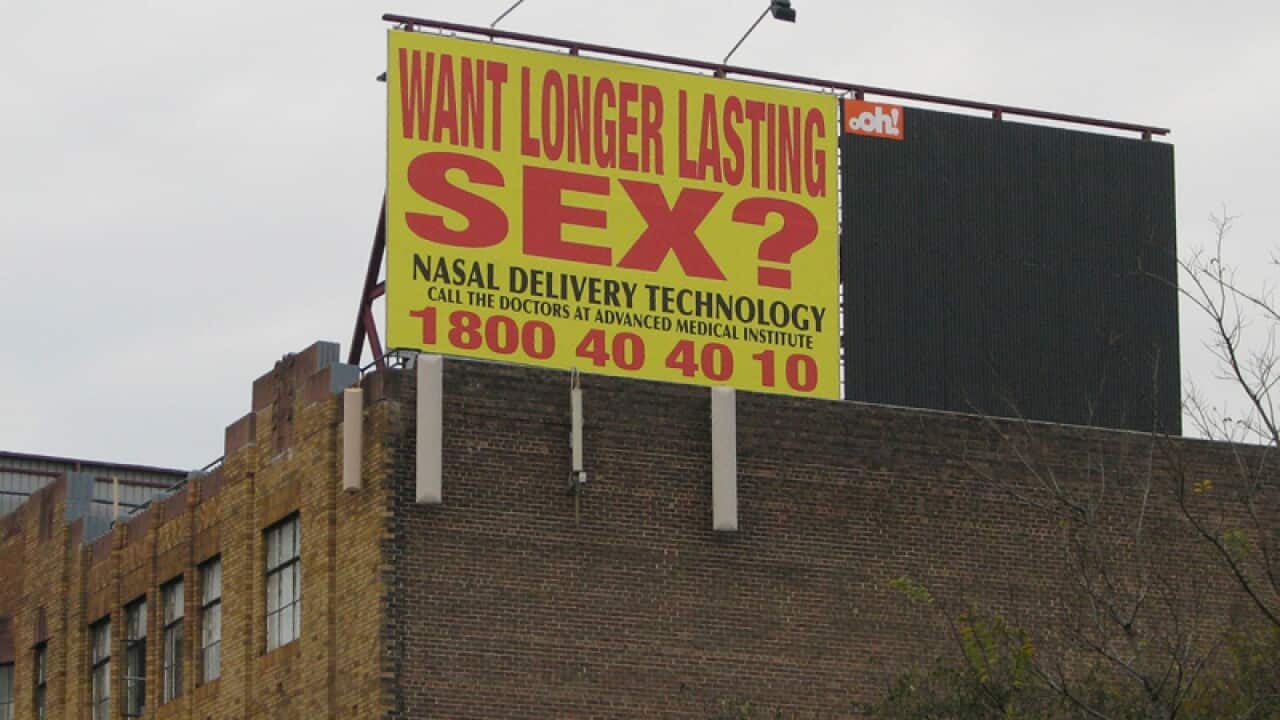 WANT LONGER LASTING
SEX?
NASAL DELIVERY TECHNOLOGY
CALL THE DOCTORS AT ADVANCED MEDICAL INSTITUTE
1800 40 40 10
ooh!